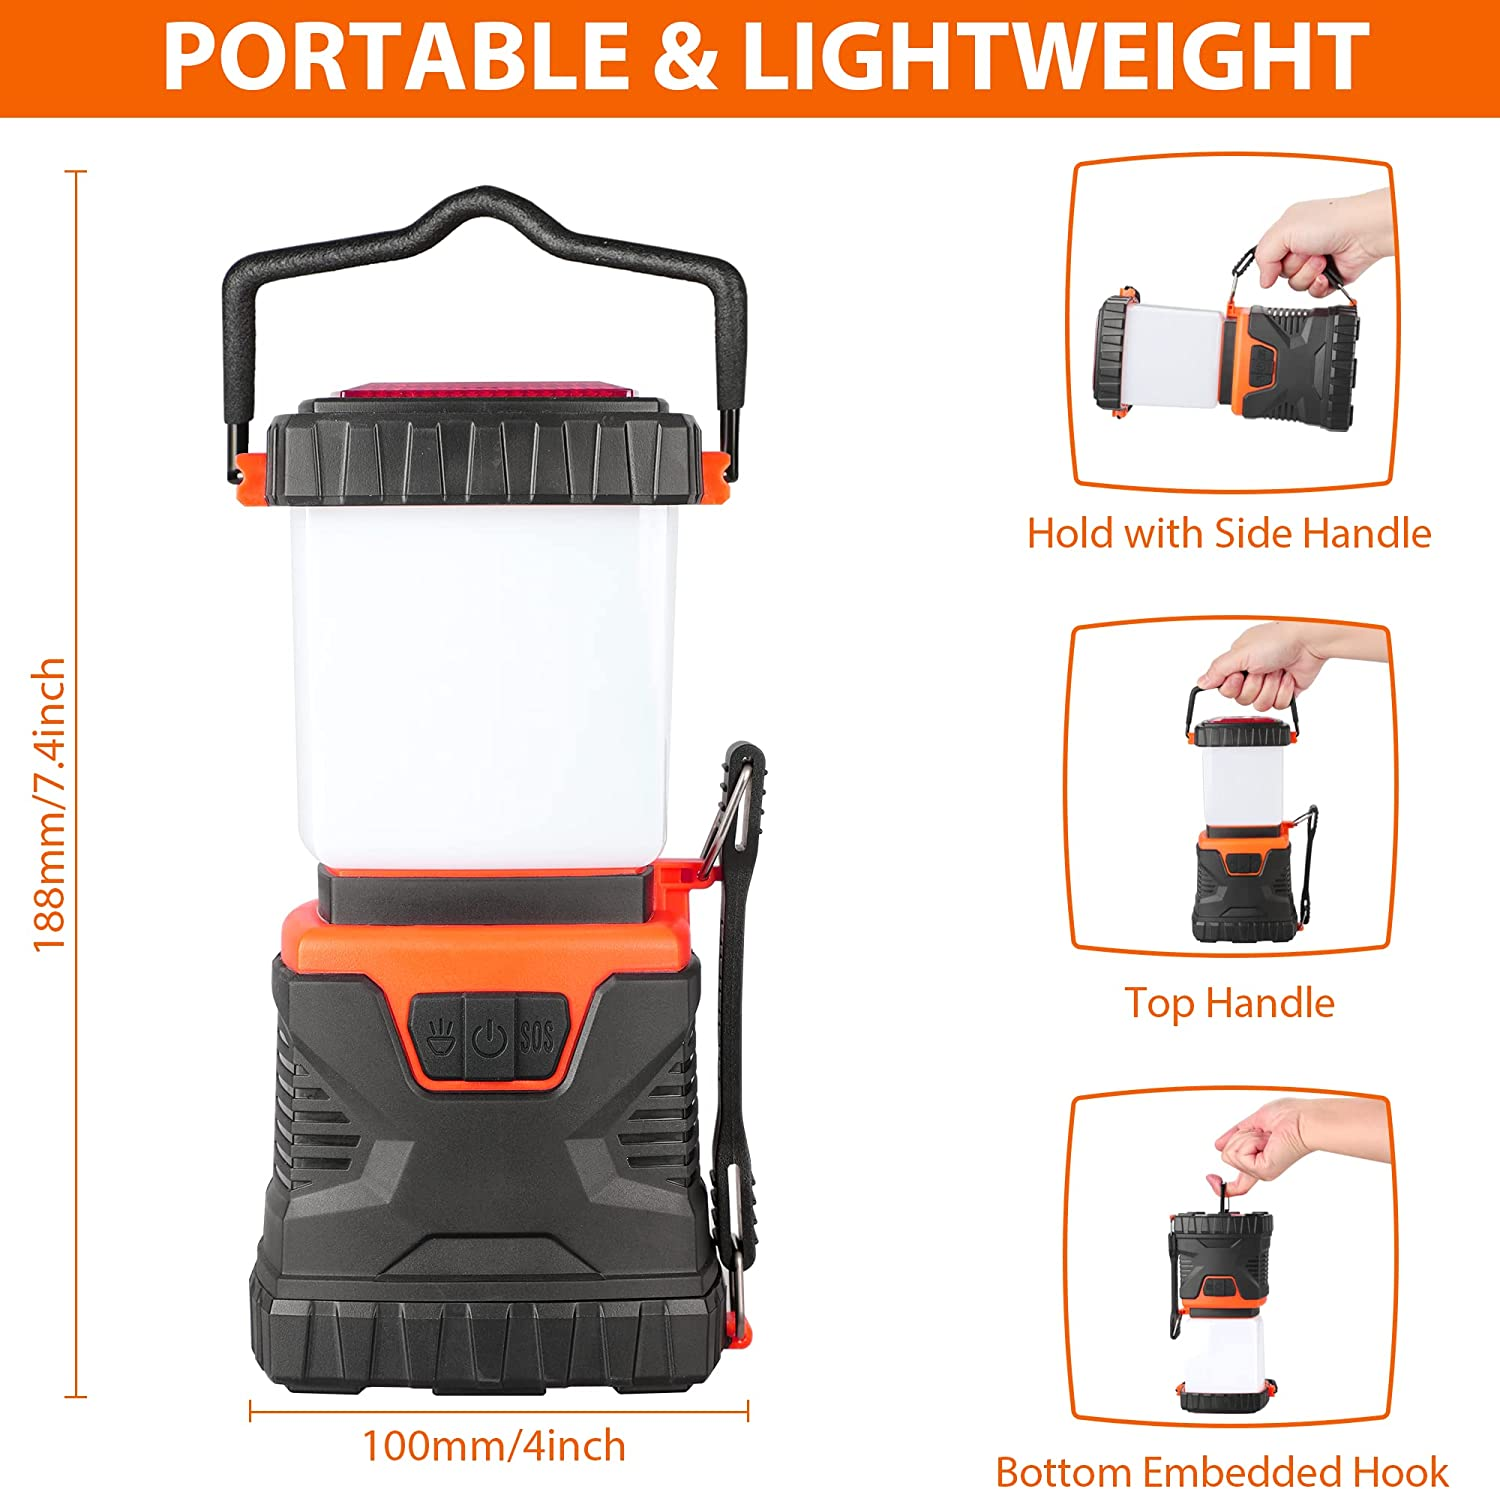 PORTABLE & LIGHTWEIGHT
188mm/7.4inch
SOS
100mm/4inch
Hold with Side Handle
Top Handle
Bottom Embedded Hook